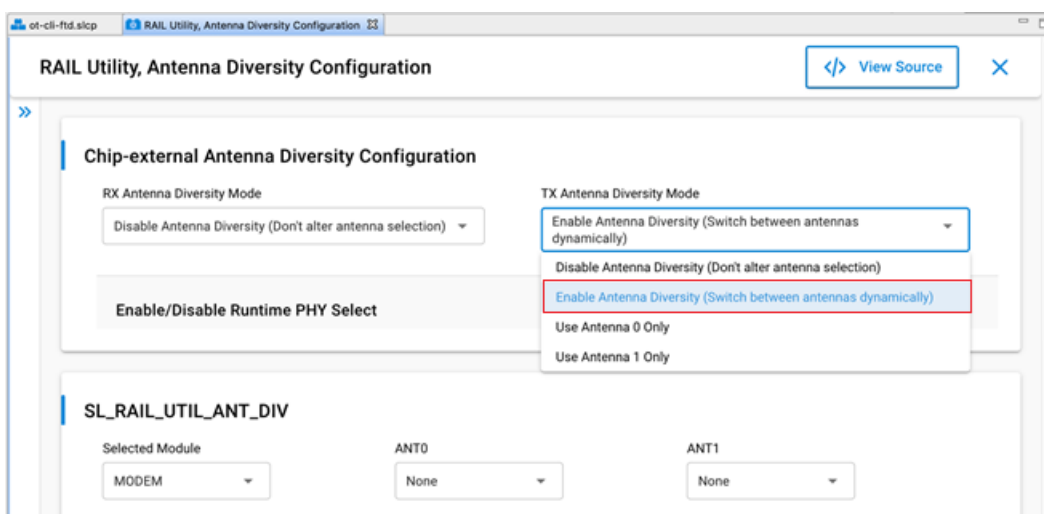 ot-cli-ftd.slcp
RAIL Utility, Antenna Diversity Configuration
RAIL Utility, Antenna Diversity Configuration
</> View Source
Chip-external Antenna Diversity Configuration
RX Antenna Diversity Mode
TX Antenna Diversity Mode
Disable Antenna Diversity (Don't alter antenna selection)
Enable Antenna Diversity (Switch between antennas
dynamically)
Disable Antenna Diversity (Don't alter antenna selection)
Enable Antenna Diversity (Switch between antennas dynamically)
Use Antenna 0 Only
Use Antenna 1 Only
Enable/Disable Runtime PHY Select
SL_RAIL_UTIL_ANT_DIV
Selected Module
ANT0
ANT1
MODEM
None
None